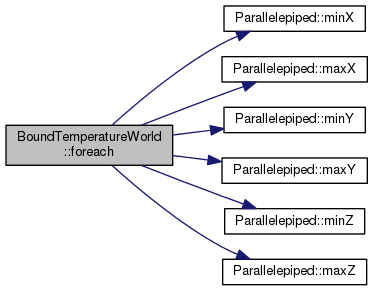 Parallelepiped::minX
Parallelepiped::maxX
Parallelepiped::minY
BoundTemperatureWorld
::foreach
Parallelepiped::maxY
Parallelepiped::minZ
Parallelepiped::maxZ